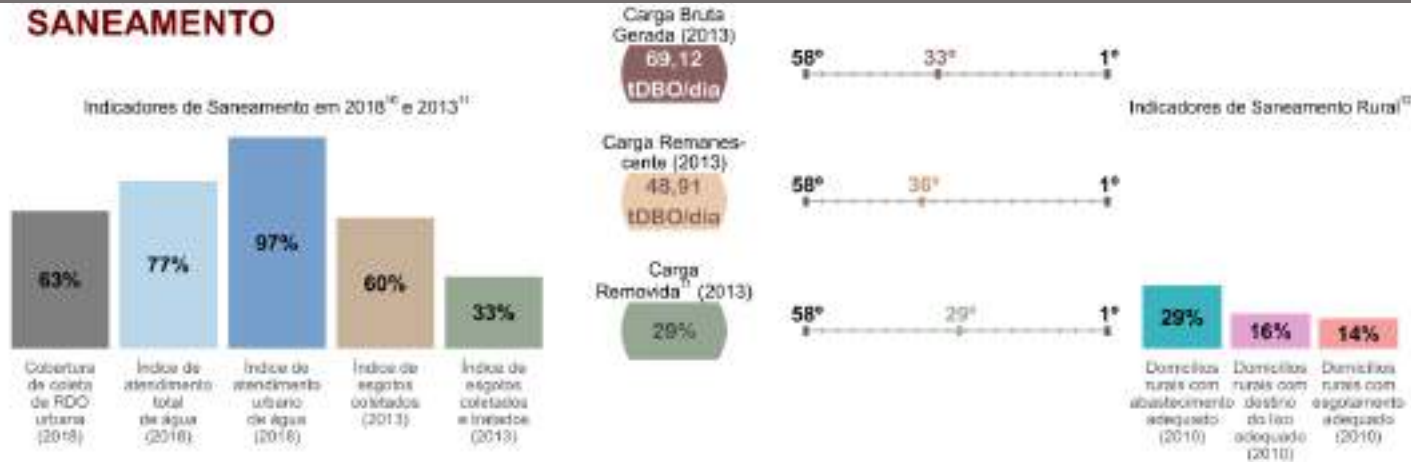 SANEAMENTO
Indicadores de Saneamento em 2018¹⁰ e 2013¹¹
63%
77%
97%
60%
33%
Cobertura
de coleta
de RDO
urbana
(2018)
Índice de
atendimento
total
de água
(2018)
Índice de
atendimento
urbano
de água
(2018)
Índice de
esgotos
coletados
(2013)
Índice de
esgotos
coletados
e tratados
(2013)
Carga Bruta
Gerada (2013)
69,12
tDBO/dia
58º 33º 1º
Carga Remanes-
cente (2013)
48,91
tDBO/dia
58º 36º 1º
Carga
Removida¹¹ (2013)
29%
58º 29º 1º
Indicadores de Saneamento Rural
29%
16%
14%
Domicílios
rurais com
abastecimento
adequado
(2010)
Domicílios
rurais com
destino
do lixo
adequado
(2010)
Domicílios
rurais com
esgotamento
adequado
(2010)